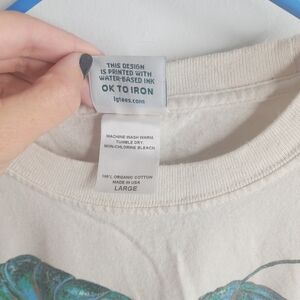 THIS DESIGN
IS PRINTED WITH
WATER-BASED INK
OK TO IRON
lgtees.com
MACHINE WASH WARM,
TUMBLE DRY,
NON-CHLORINE BLEACH
100% ORGANIC COTTON
MADE IN USA
LARGE